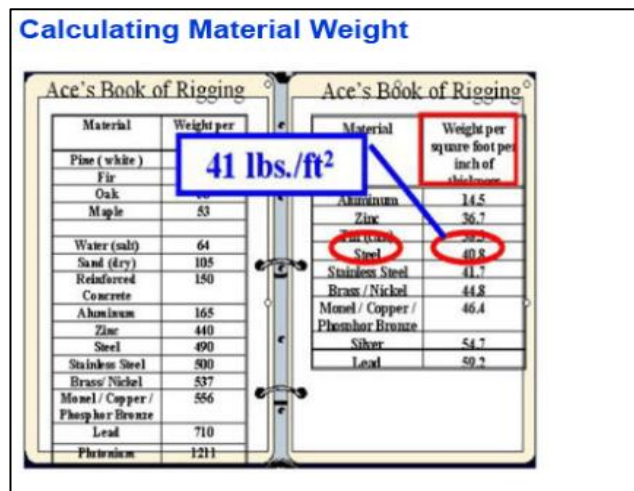 Calculating Material Weight
Ace's Book of Rigging
Material Weight per
Pine ( white )
Fir
Oak
Maple 53
Water (salt) 64
Sand (dry) 105
Reinforced 150
Concrete
Aluminum 165
Zinc 440
Steel 490
Stainless Steel 500
Brass/ Nickel 537
Monel / Copper / 556
Phosphor Bronze
Lead 710
Plutonium 1211
41 lbs./ft²
Ace's Book of Rigging
Material Weight per
square foot per
inch of
thickness
Aluminum 14.5
Zinc 36.7
Steel 40.8
Stainless Steel 41.7
Brass / Nickel 44.8
Monel / Copper / 46.4
Phosphor Bronze
Silver 54.7
Lead 59.2